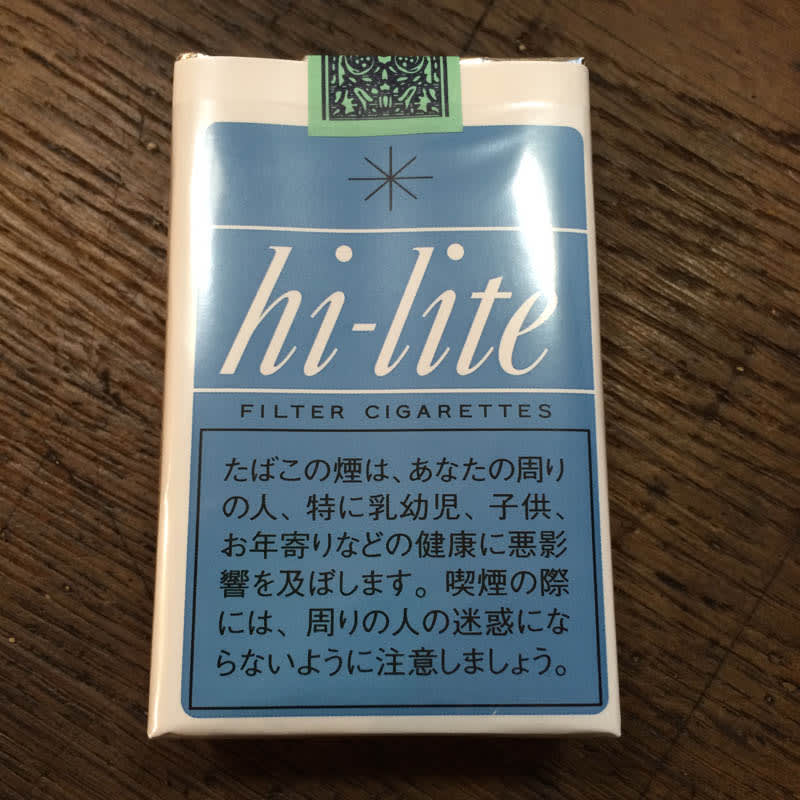 hi-lite
FILTER CIGARETTES
たばこの煙は、あなたの周り
の人、特に乳幼児、子供、
お年寄りなどの健康に悪影
響を及ぼします。喫煙の際
には、周りの人の迷惑にな
らないように注意しましょう。